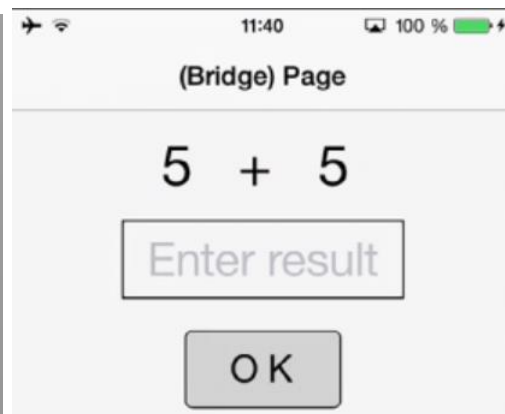 11:40 100 %
(Bridge) Page
5 + 5
Enter result
OK